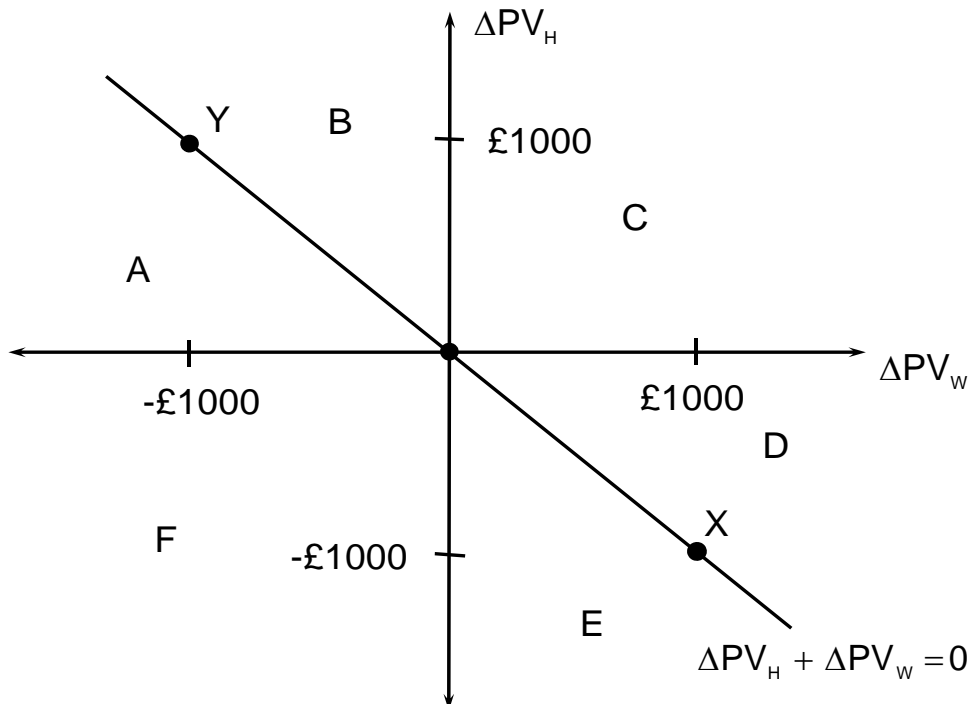 ΔPV_H
Y
B
£1000
C
A
ΔPV_W
-£1000
£1000
D
X
F
-£1000
E
ΔPV_H + ΔPV_W = 0